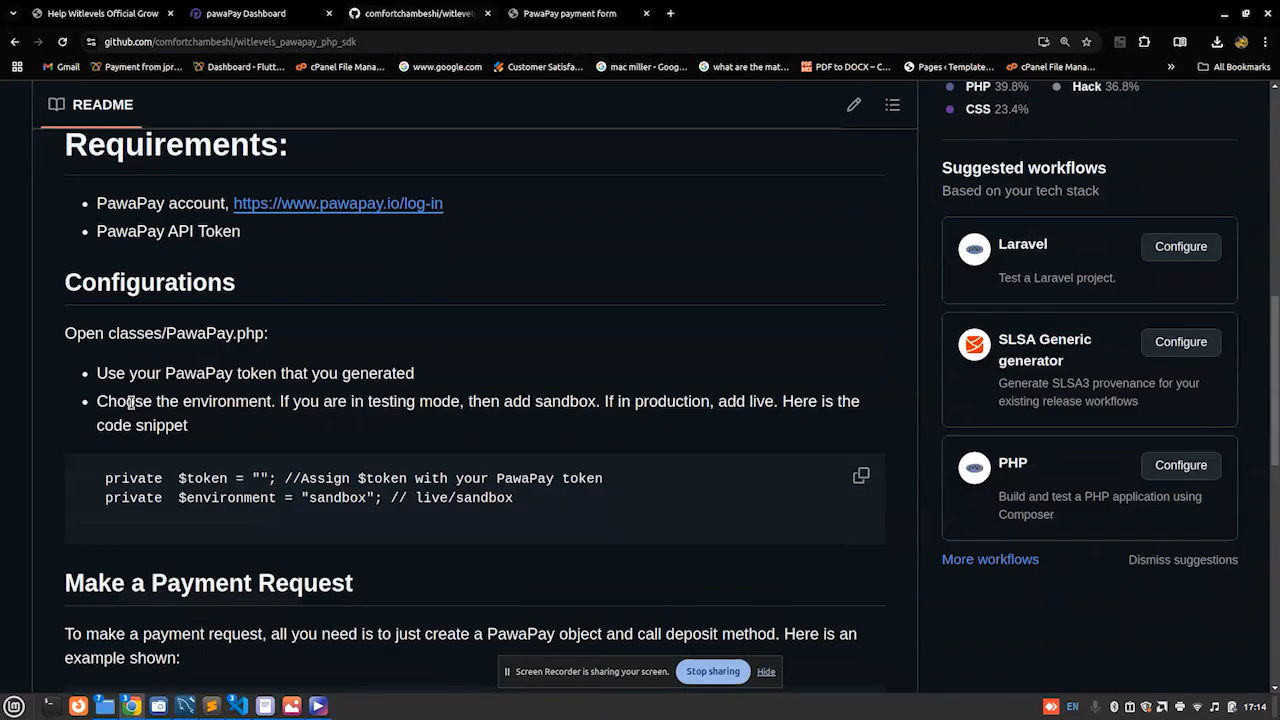 Help Witlevels Official Grow
pawaPay Dashboard
comfortchambeshi/witlevel
PawaPay payment form
github.com/comfortchambeshi/witlevels_pawapay_php_sdk
Gmail
Payment from jpr...
Dashboard - Flutt...
cPanel File Mana...
www.google.com
Customer Satisfa...
mac miller - Goog...
what are the mat...
PDF to DOCX – C...
Pages ‹ Template...
cPanel File Mana...
»
All Bookmarks
README
Requirements:
PawaPay account, https://www.pawapay.io/log-in
PawaPay API Token
Configurations
Open classes/PawaPay.php:
Use your PawaPay token that you generated
Choose the environment. If you are in testing mode, then add sandbox. If in production, add live. Here is the
code snippet
private  $token = ""; //Assign $token with your PawaPay token
private  $environment = "sandbox"; // live/sandbox
Make a Payment Request
To make a payment request, all you need is to just create a PawaPay object and call deposit method. Here is an
example shown:
PHP 39.8%
Hack 36.8%
CSS 23.4%
Suggested workflows
Based on your tech stack
Laravel
Configure
Test a Laravel project.
SLSA Generic
generator
Configure
Generate SLSA3 provenance for your
existing release workflows
PHP
Configure
Build and test a PHP application using
Composer
More workflows
Dismiss suggestions
Screen Recorder is sharing your screen.
Stop sharing
Hide
7
3
3
EN
17:14